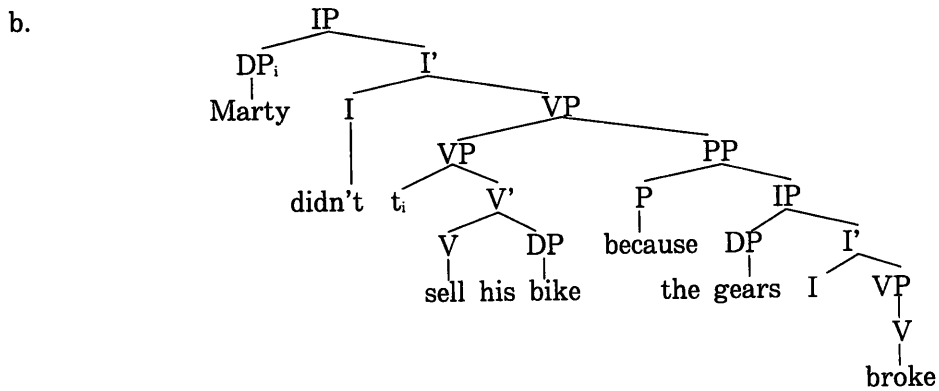 b.
IP
DPᵢ I'
Marty I VP
VP PP
didn't tᵢ V' P IP
V DP because DP I'
sell his bike the gears I VP
V
broke